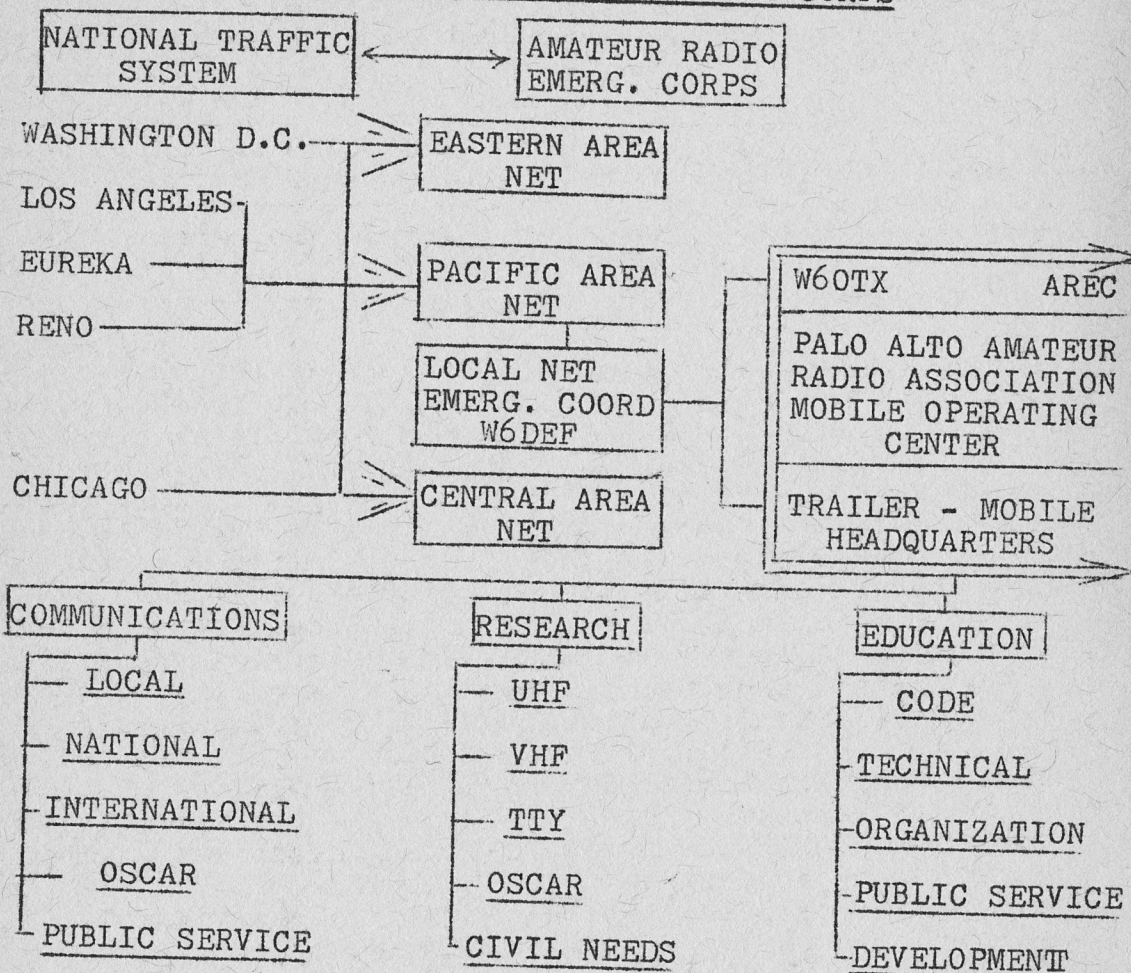 CORPS
NATIONAL TRAFFIC
SYSTEM
AMATEUR RADIO
EMERG. CORPS
WASHINGTON D.C.
EASTERN AREA
NET
LOS ANGELES
EUREKA
RENO
PACIFIC AREA
NET
LOCAL NET
EMERG. COORD
W6DEF
W6OTX AREC
PALO ALTO AMATEUR
RADIO ASSOCIATION
MOBILE OPERATING
CENTER
TRAILER - MOBILE
HEADQUARTERS
CHICAGO
CENTRAL AREA
NET
COMMUNICATIONS
LOCAL
NATIONAL
INTERNATIONAL
OSCAR
PUBLIC SERVICE
RESEARCH
UHF
VHF
TTY
OSCAR
CIVIL NEEDS
EDUCATION
CODE
TECHNICAL
ORGANIZATION
PUBLIC SERVICE
DEVELOPMENT